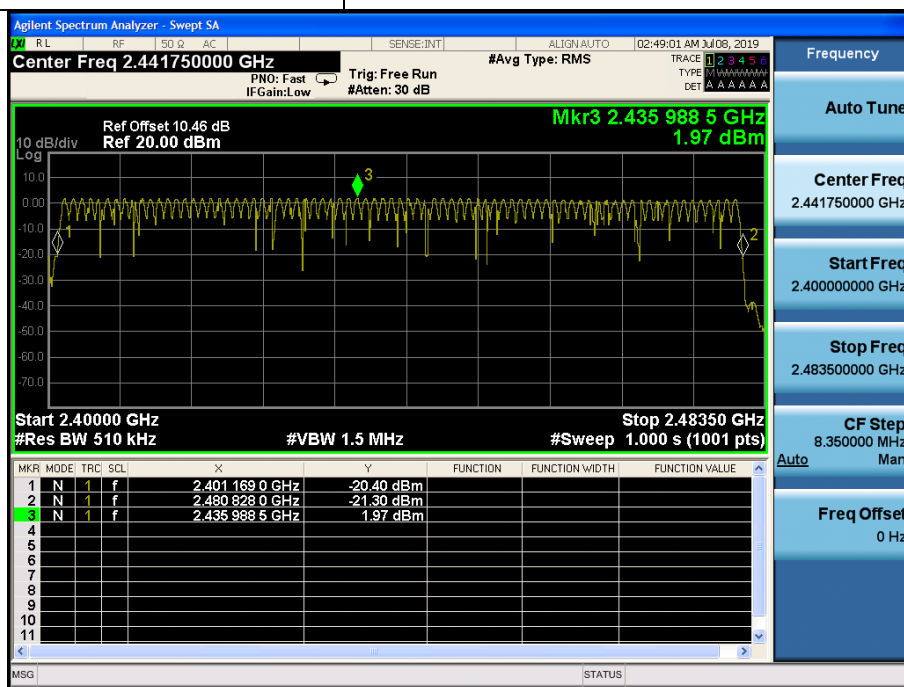 Agilent Spectrum Analyzer - Swept SA
LXI RL RF 50 Ω AC SENSE:INT ALIGN AUTO 02:49:01 AM Jul 08, 2019
Center Freq 2.441750000 GHz #Avg Type: RMS TRACE 1 2 3 4 5 6
PNO: Fast Trig: Free Run TYPE M WWWWW
IFGain:Low #Atten: 30 dB DET A A A A A A
Ref Offset 10.46 dB Mkr3 2.435 988 5 GHz
10 dB/div Ref 20.00 dBm 1.97 dBm
Log
10.0
0.00
-10.0
-20.0
-30.0
-40.0
-50.0
-60.0
-70.0
1
3
2
Start 2.40000 GHz Stop 2.48350 GHz
#Res BW 510 kHz #VBW 1.5 MHz #Sweep 1.000 s (1001 pts)
MKR MODE TRC SCL X Y FUNCTION FUNCTION WIDTH FUNCTION VALUE
1 N 1 f 2.401 169 0 GHz -20.40 dBm
2 N 1 f 2.480 828 0 GHz -21.30 dBm
3 N 1 f 2.435 988 5 GHz 1.97 dBm
4
5
6
7
8
9
10
11
MSG STATUS
Frequency
Auto Tune
Center Freq
2.441750000 GHz
Start Freq
2.400000000 GHz
Stop Freq
2.483500000 GHz
CF Step
8.350000 MHz
Auto Man
Freq Offset
0 Hz